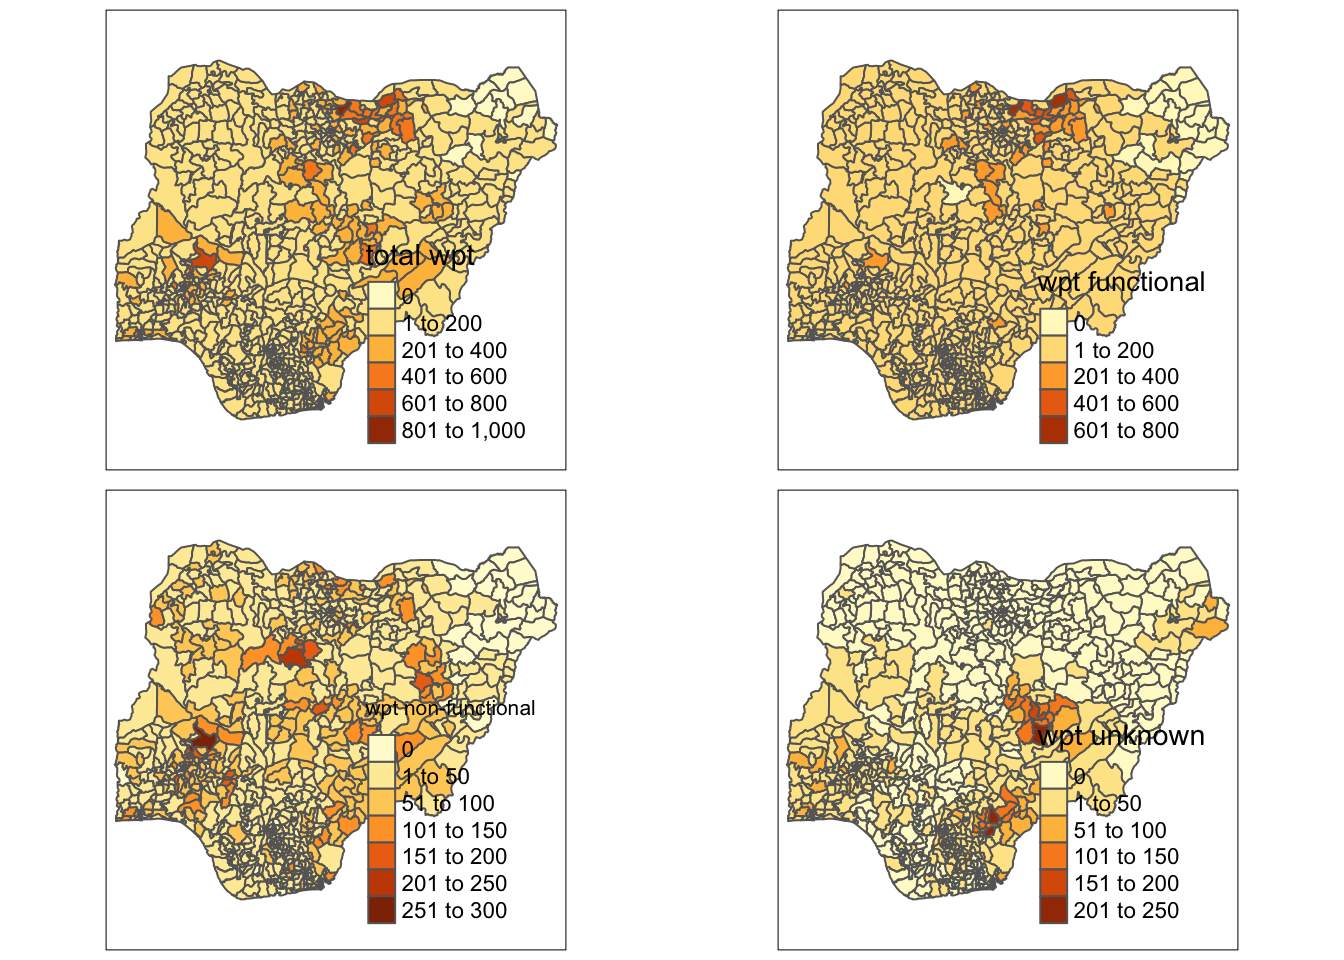 total wpt
0
1 to 200
201 to 400
401 to 600
601 to 800
801 to 1,000
wpt functional
0
1 to 200
201 to 400
401 to 600
601 to 800
wpt non-functional
0
1 to 50
51 to 100
101 to 150
151 to 200
201 to 250
251 to 300
wpt unknown
0
1 to 50
51 to 100
101 to 150
151 to 200
201 to 250